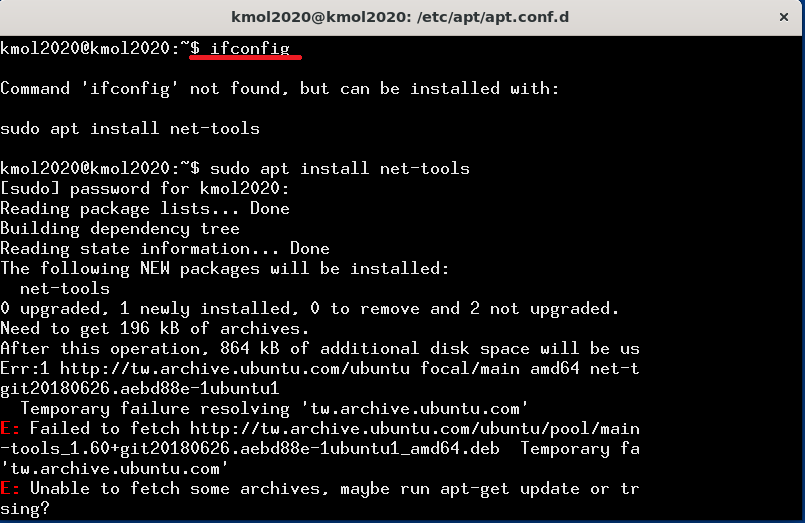 kmol2020@kmol2020: /etc/apt/apt.conf.d
kmol2020@kmol2020:~$ ifconfig
Command 'ifconfig' not found, but can be installed with:
sudo apt install net-tools
kmol2020@kmol2020:~$ sudo apt install net-tools
[sudo] password for kmol2020:
Reading package lists... Done
Building dependency tree
Reading state information... Done
The following NEW packages will be installed:
  net-tools
0 upgraded, 1 newly installed, 0 to remove and 2 not upgraded.
Need to get 196 kB of archives.
After this operation, 864 kB of additional disk space will be us
Err:1 http://tw.archive.ubuntu.com/ubuntu focal/main amd64 net-t
git20180626.aebd88e-1ubuntu1
  Temporary failure resolving 'tw.archive.ubuntu.com'
E: Failed to fetch http://tw.archive.ubuntu.com/ubuntu/pool/main
-tools_1.60+git20180626.aebd88e-1ubuntu1_amd64.deb  Temporary fa
'tw.archive.ubuntu.com'
E: Unable to fetch some archives, maybe run apt-get update or tr
sing?